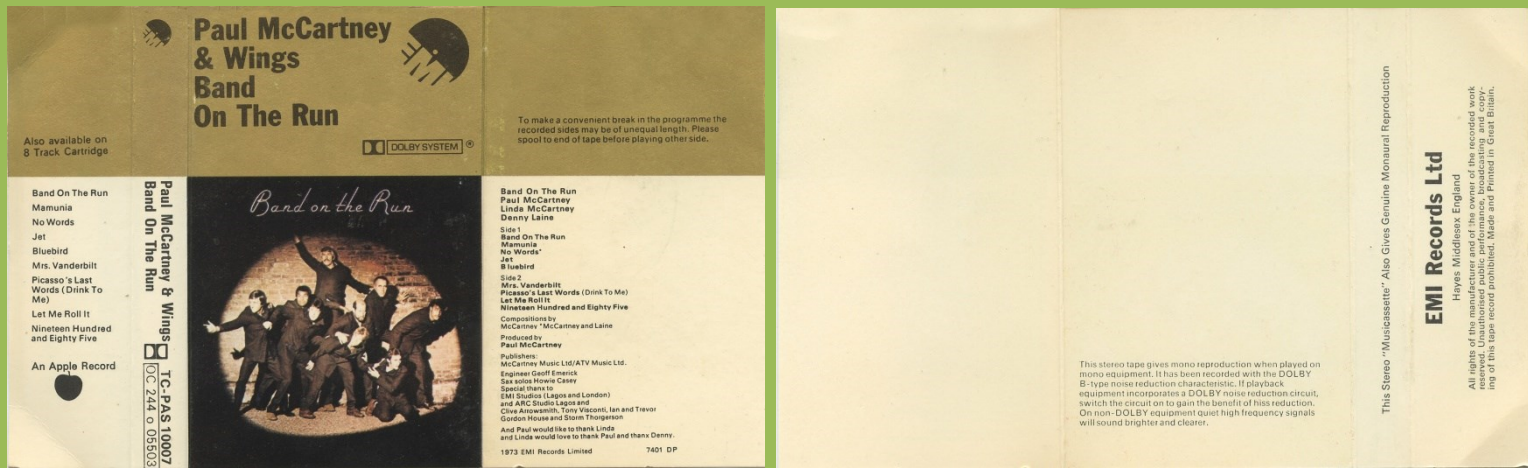 Also available on
8 Track Cartridge
Band On The Run
Mamunia
No Words
Jet
Bluebird
Mrs. Vanderbilt
Picasso's Last
Words (Drink To
Me)
Let Me Roll It
Nineteen Hundred
and Eighty Five
An Apple Record
EMI
Paul McCartney & Wings
Band On The Run
TC-PAS 10007
OC 244 o 05503
Paul McCartney
& Wings
Band
On The Run
EMI
DOLBY SYSTEM ®
Band on the Run
To make a convenient break in the programme the
recorded sides may be of unequal length. Please
spool to end of tape before playing other side.
Band On The Run
Paul McCartney
Linda McCartney
Denny Laine
Side 1
Band On The Run
Mamunia
No Words*
Jet
Bluebird
Side 2
Mrs. Vanderbilt
Picasso's Last Words (Drink To Me)
Let Me Roll It
Nineteen Hundred and Eighty Five
Compositions by
McCartney *McCartney and Laine
Produced by
Paul McCartney
Publishers:
McCartney Music Ltd/ATV Music Ltd.
Engineer Geoff Emerick
Sax solos Howie Casey
Special thanx to
EMI Studios (Lagos and London)
and ARC Studio Lagos and
Clive Arrowsmith, Tony Visconti, Ian and Trevor
Gordon House and Storm Thorgerson
And Paul would like to thank Linda
and Linda would love to thank Paul and thanx Denny.
1973 EMI Records Limited 7401 DP
This stereo tape gives mono reproduction when played on
mono equipment. It has been recorded with the DOLBY
B-type noise reduction characteristic. If playback
equipment incorporates a DOLBY noise reduction circuit,
switch the circuit on to gain the benefit of hiss reduction.
On non-DOLBY equipment quiet high frequency signals
will sound brighter and clearer.
This Stereo "Musicassette" Also Gives Genuine Monaural Reproduction
EMI Records Ltd
Hayes Middlesex England
All rights of the manufacturer and of the owner of the recorded work
reserved. Unauthorised public performance, broadcasting and copy-
ing of this tape record prohibited. Made and Printed in Great Britain.